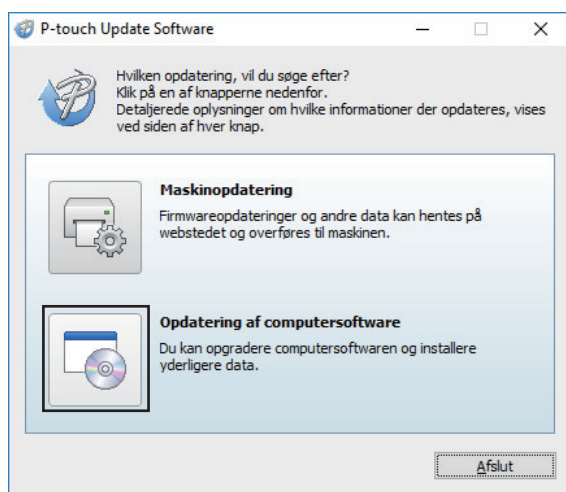 P-touch Update Software
Hvilken opdatering, vil du søge efter?
Klik på en af knapperne nedenfor.
Detaljerede oplysninger om hvilke informationer der opdateres, vises
ved siden af hver knap.
Maskinopdatering
Firmwareopdateringer og andre data kan hentes på
webstedet og overføres til maskinen.
Opdatering af computersoftware
Du kan opgradere computersoftwaren og installere
yderligere data.
Afslut